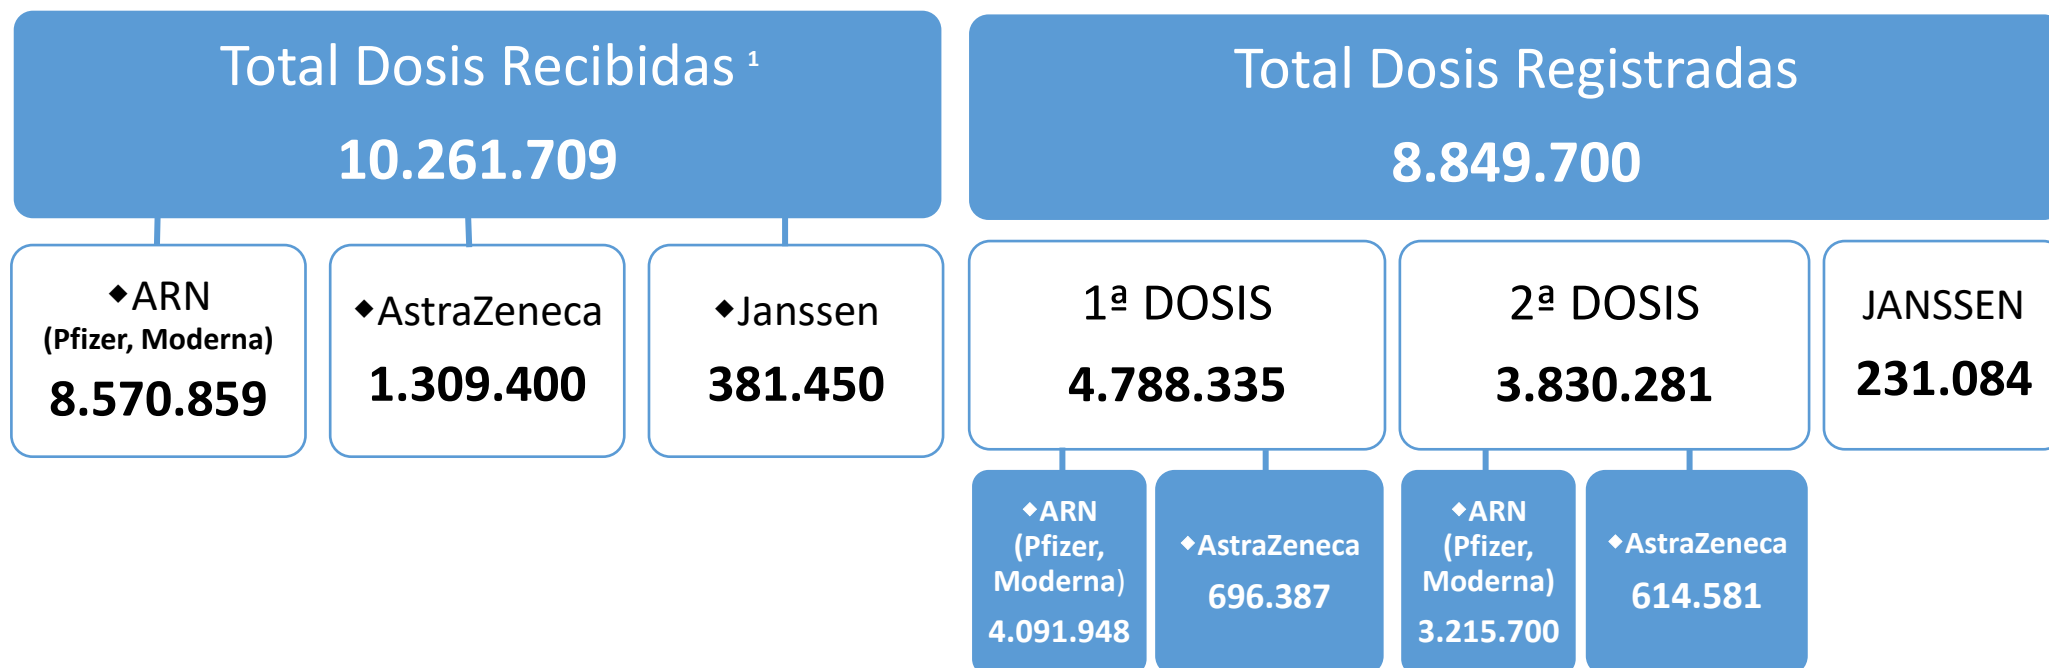 Total Dosis Recibidas ¹
10.261.709
◆ARN
(Pfizer, Moderna)
8.570.859
◆AstraZeneca
1.309.400
◆Janssen
381.450
Total Dosis Registradas
8.849.700
1ª DOSIS
4.788.335
2ª DOSIS
3.830.281
JANSSEN
231.084
◆ARN
(Pfizer,
Moderna)
4.091.948
◆AstraZeneca
696.387
◆ARN
(Pfizer,
Moderna)
3.215.700
◆AstraZeneca
614.581